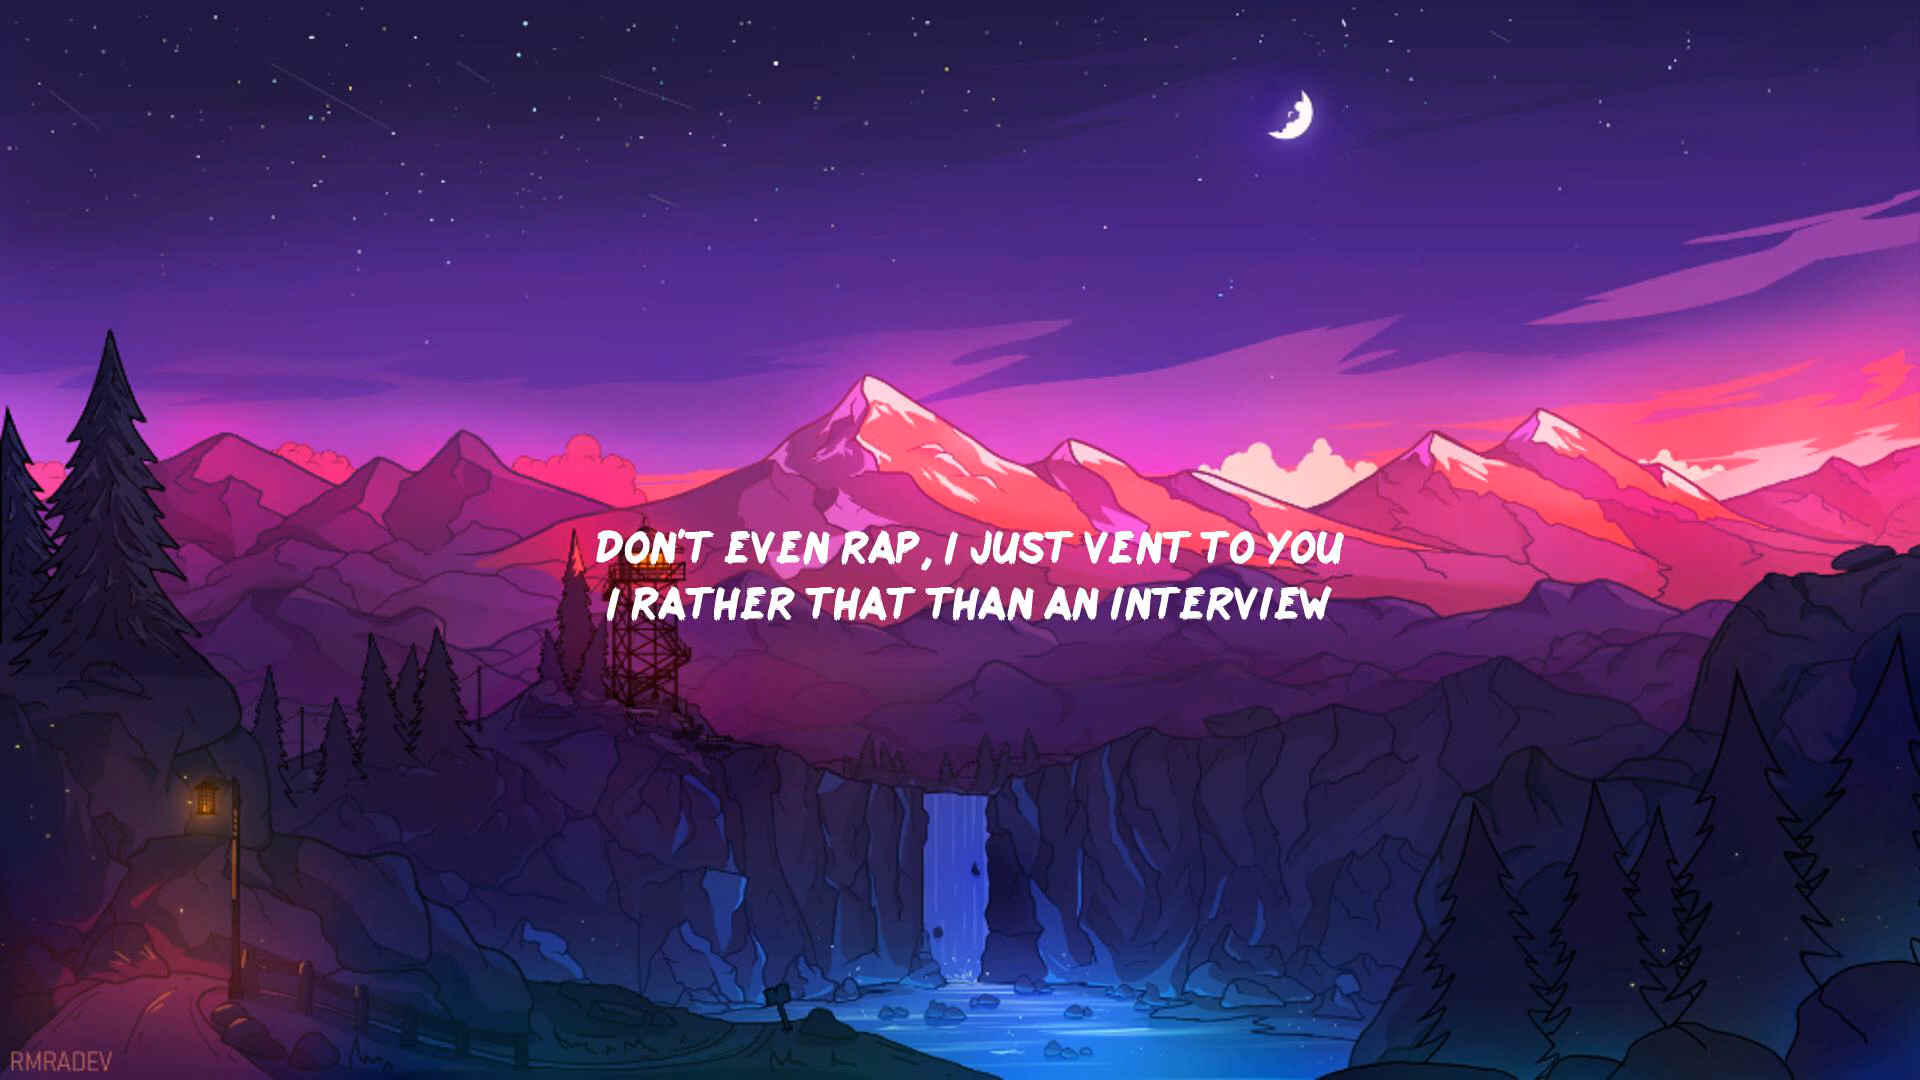 DON'T EVEN RAP, I JUST VENT TO YOU
I RATHER THAT THAN AN INTERVIEW
RMRADEV